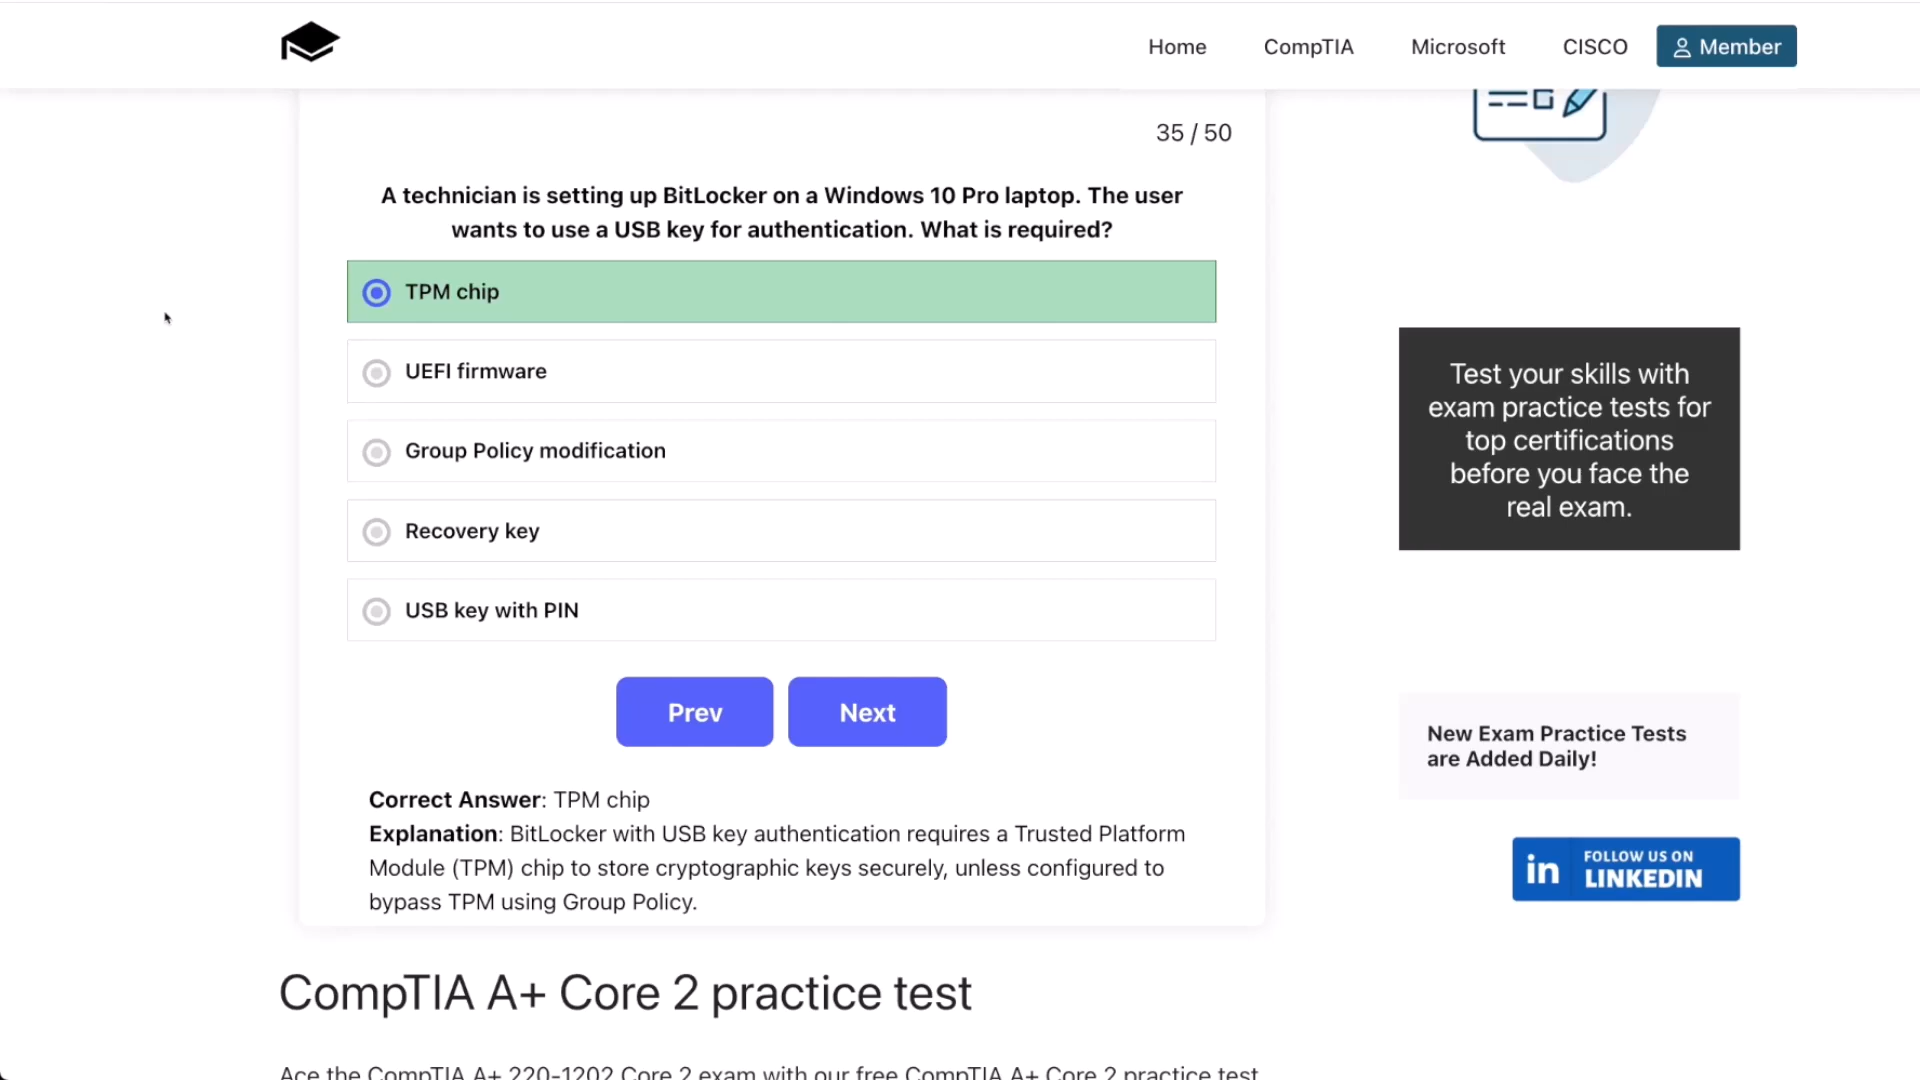 Home CompTIA Microsoft CISCO Member
35 / 50
A technician is setting up BitLocker on a Windows 10 Pro laptop. The user
wants to use a USB key for authentication. What is required?
TPM chip
UEFI firmware
Group Policy modification
Recovery key
USB key with PIN
Prev Next
Correct Answer: TPM chip
Explanation: BitLocker with USB key authentication requires a Trusted Platform
Module (TPM) chip to store cryptographic keys securely, unless configured to
bypass TPM using Group Policy.
Test your skills with
exam practice tests for
top certifications
before you face the
real exam.
New Exam Practice Tests
are Added Daily!
in FOLLOW US ON
LINKEDIN
CompTIA A+ Core 2 practice test
Ace the CompTIA A+ 220-1202 Core 2 exam with our free CompTIA A+ Core 2 practice test